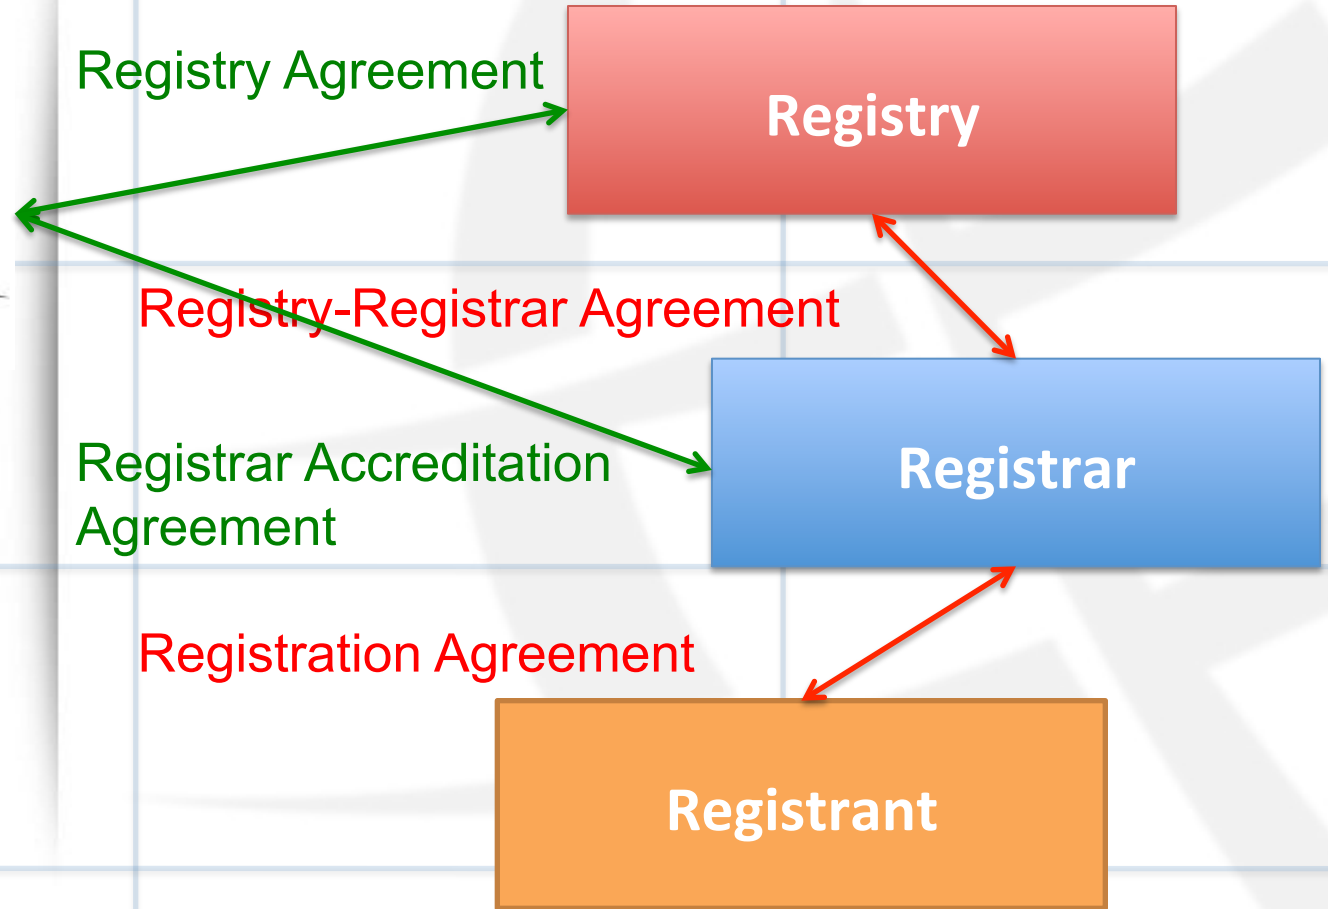 Registry Agreement
Registry
Registry-Registrar Agreement
Registrar Accreditation
Agreement
Registrar
Registration Agreement
Registrant